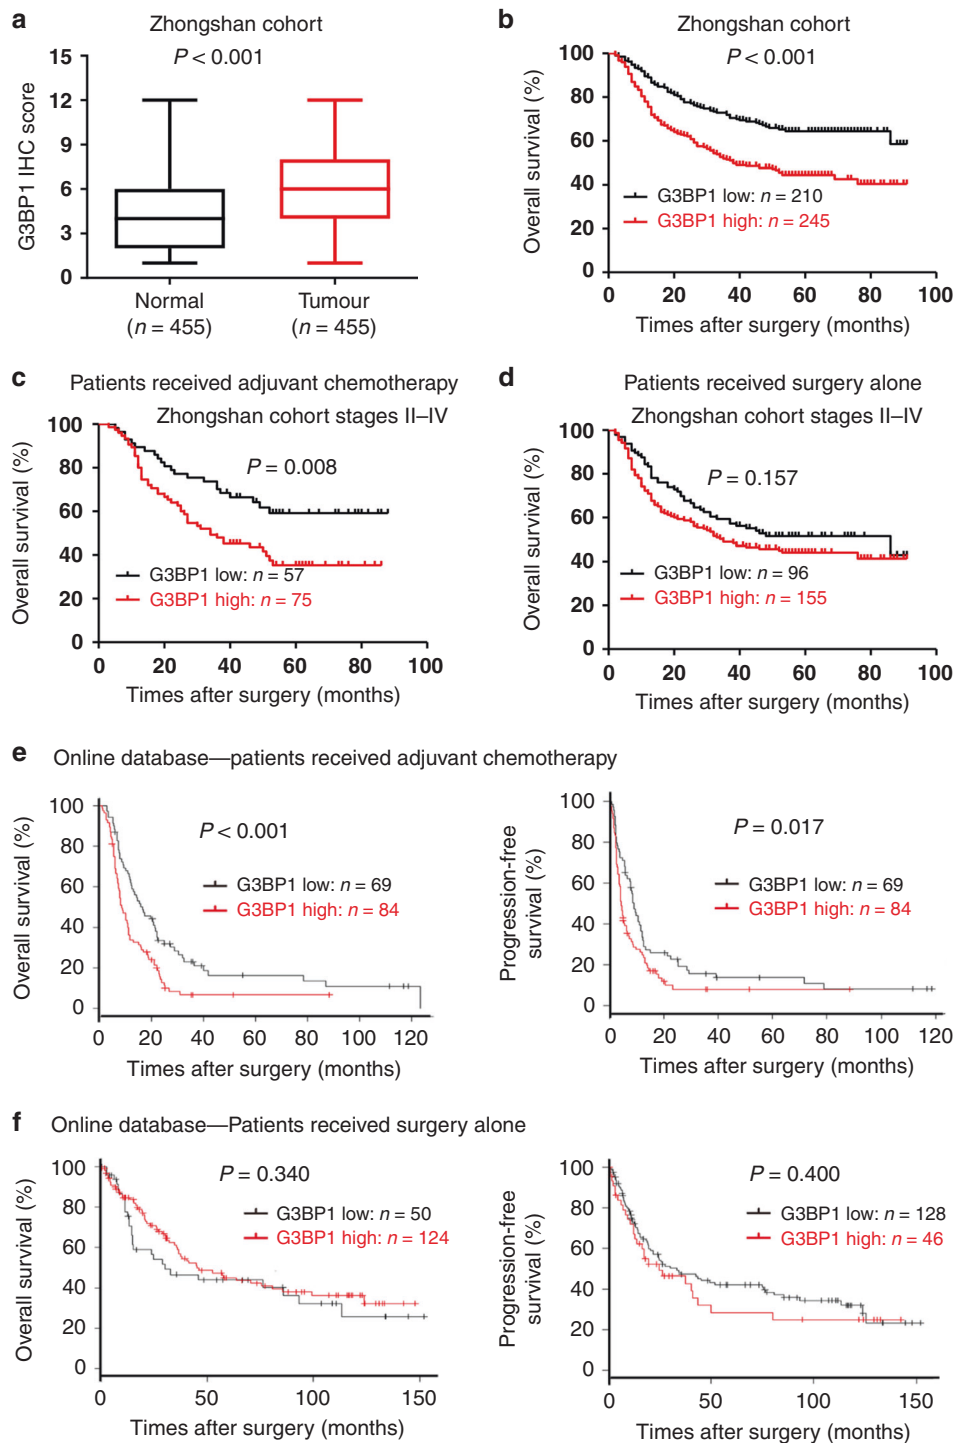 a
Zhongshan cohort
P < 0.001
G3BP1 IHC score
15
12
9
6
3
0
Normal
(n = 455)
Tumour
(n = 455)
b
Zhongshan cohort
P < 0.001
Overall survival (%)
100
80
60
40
20
0
G3BP1 low: n = 210
G3BP1 high: n = 245
0 20 40 60 80 100
Times after surgery (months)
c
Patients received adjuvant chemotherapy
Zhongshan cohort stages II–IV
P = 0.008
Overall survival (%)
100
80
60
40
20
0
G3BP1 low: n = 57
G3BP1 high: n = 75
0 20 40 60 80 100
Times after surgery (months)
d
Patients received surgery alone
Zhongshan cohort stages II–IV
P = 0.157
Overall survival (%)
100
80
60
40
20
0
G3BP1 low: n = 96
G3BP1 high: n = 155
0 20 40 60 80 100
Times after surgery (months)
e
Online database—patients received adjuvant chemotherapy
P < 0.001
Overall survival (%)
100
80
60
40
20
0
G3BP1 low: n = 69
G3BP1 high: n = 84
0 20 40 60 80 100 120
Times after surgery (months)
P = 0.017
Progression-free
survival (%)
100
80
60
40
20
0
G3BP1 low: n = 69
G3BP1 high: n = 84
0 20 40 60 80 100 120
Times after surgery (months)
f
Online database—Patients received surgery alone
P = 0.340
Overall survival (%)
100
80
60
40
20
0
G3BP1 low: n = 50
G3BP1 high: n = 124
0 50 100 150
Times after surgery (months)
P = 0.400
Progression-free
survival (%)
100
80
60
40
20
0
G3BP1 low: n = 128
G3BP1 high: n = 46
0 50 100 150
Times after surgery (months)